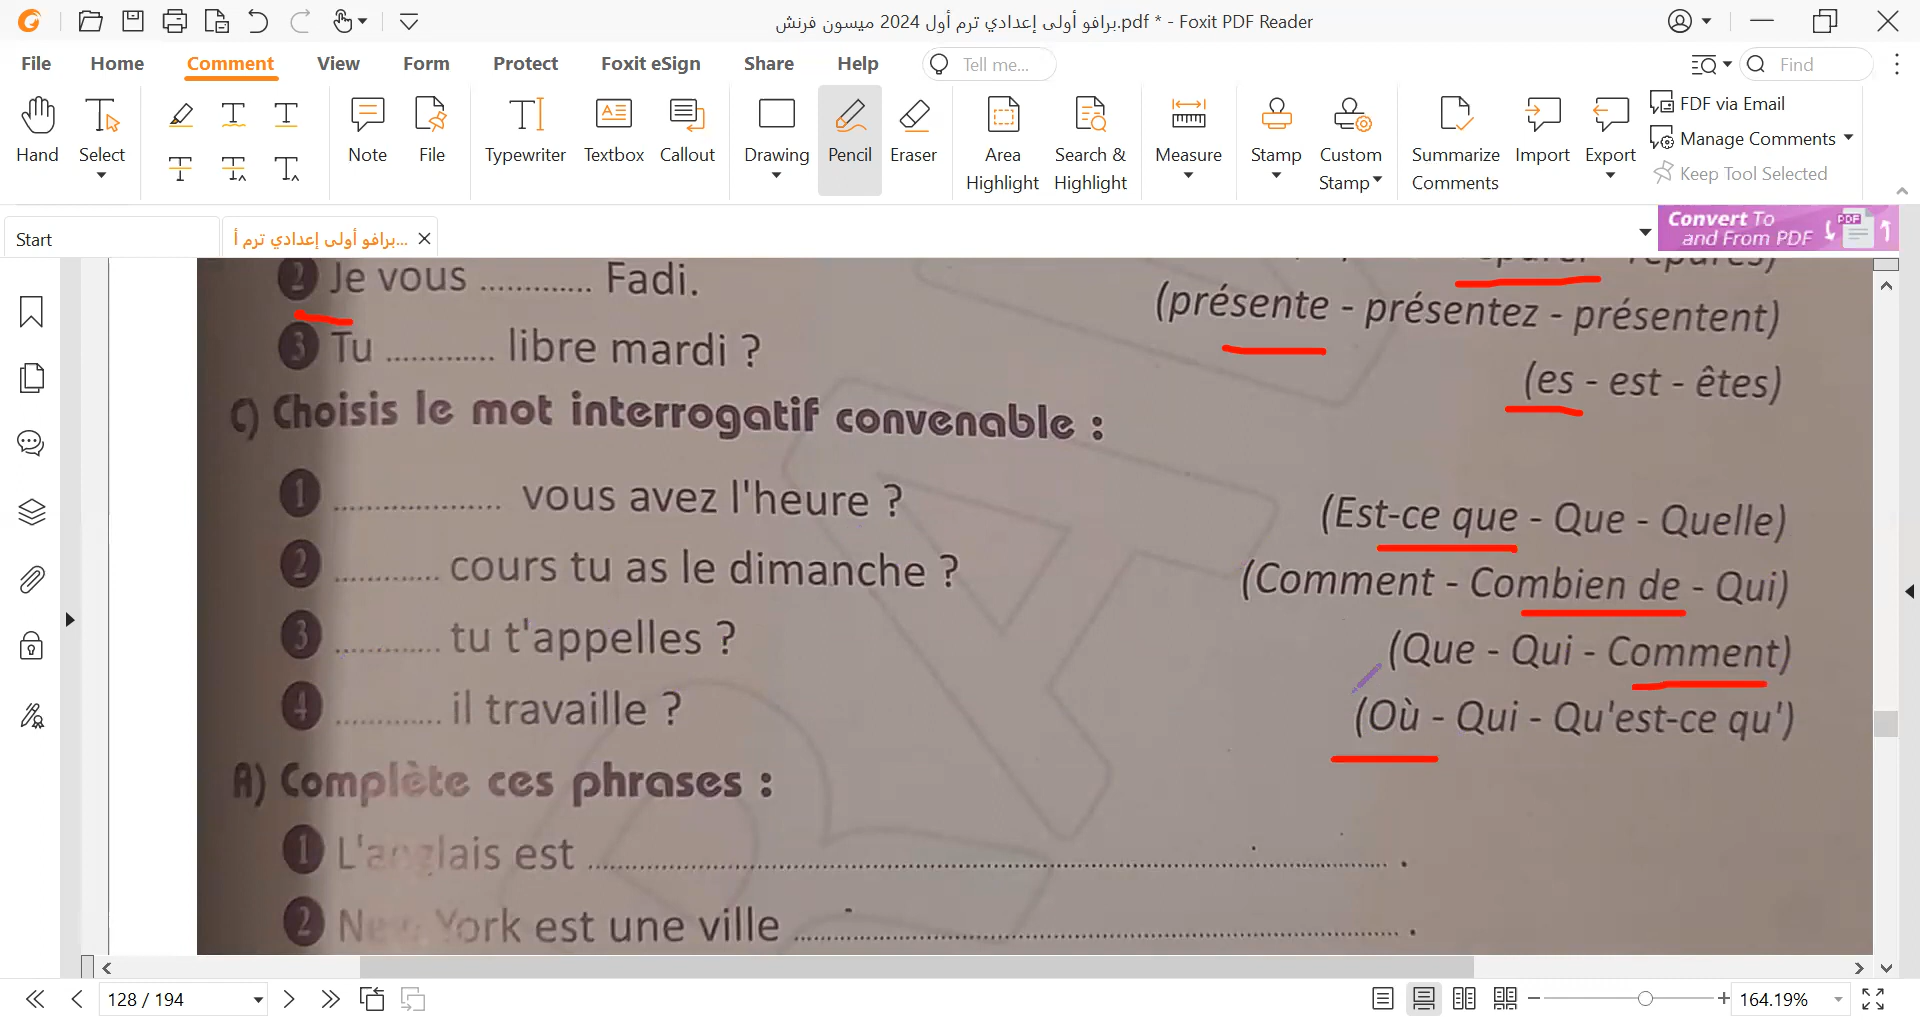 برافو أولى إعدادي ترم أول 2024 ميسون فرنش.pdf * - Foxit PDF Reader
File Home Comment View Form Protect Foxit eSign Share Help Tell me... Find
Hand Select Note File Typewriter Textbox Callout Drawing Pencil Eraser Area Highlight Search & Highlight Measure Stamp Custom Stamp Summarize Comments Import Export
FDF via Email
Manage Comments
Keep Tool Selected
Start
برافو أولى إعدادي ترم أ...
Convert To and From PDF
PDF
2 Je vous ............ Fadi. (présente - présentez - présentent)
3 Tu ............ libre mardi ? (es - est - êtes)
C) Choisis le mot interrogatif convenable :
1 .................. vous avez l'heure ? (Est-ce que - Que - Quelle)
2 ............ cours tu as le dimanche ? (Comment - Combien de - Qui)
3 ............ tu t'appelles ? (Que - Qui - Comment)
4 ............ il travaille ? (Où - Qui - Qu'est-ce qu')
A) Complète ces phrases :
1 L'anglais est .................................................. .
2 New York est une ville .................................................. .
128 / 194
164.19%